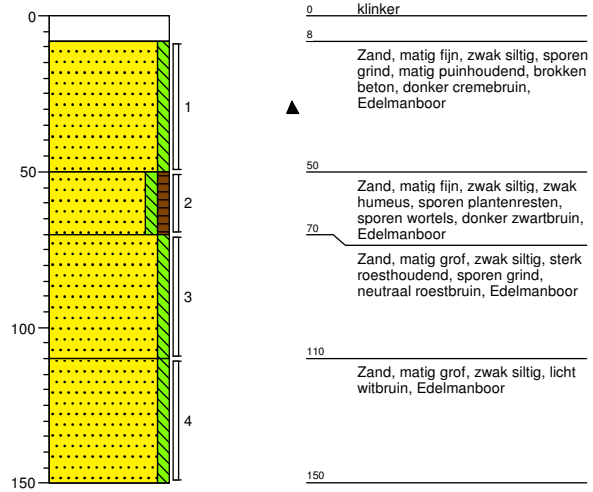 0
50
100
150
1
2
3
4
0
klinker
8
Zand, matig fijn, zwak siltig, sporen
grind, matig puinhoudend, brokken
beton, donker cremebruin,
Edelmanboor
50
Zand, matig fijn, zwak siltig, zwak
humeus, sporen plantenresten,
sporen wortels, donker zwartbruin,
Edelmanboor
70
Zand, matig grof, zwak siltig, sterk
roesthoudend, sporen grind,
neutraal roestbruin, Edelmanboor
110
Zand, matig grof, zwak siltig, licht
witbruin, Edelmanboor
150